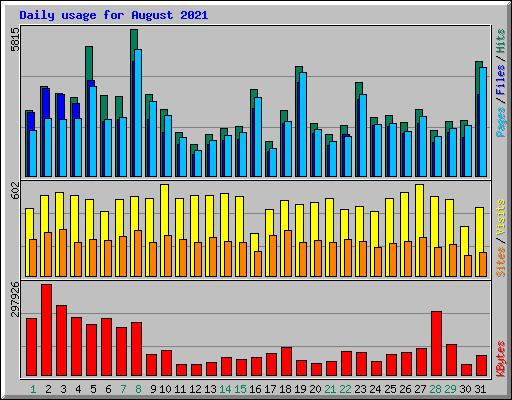 Daily usage for August 2021
5815
Pages / Files / Hits
602
Sites / Visits
297926
KBytes
1 2 3 4 5 6 7 8 9 10 11 12 13 14 15 16 17 18 19 20 21 22 23 24 25 26 27 28 29 30 31